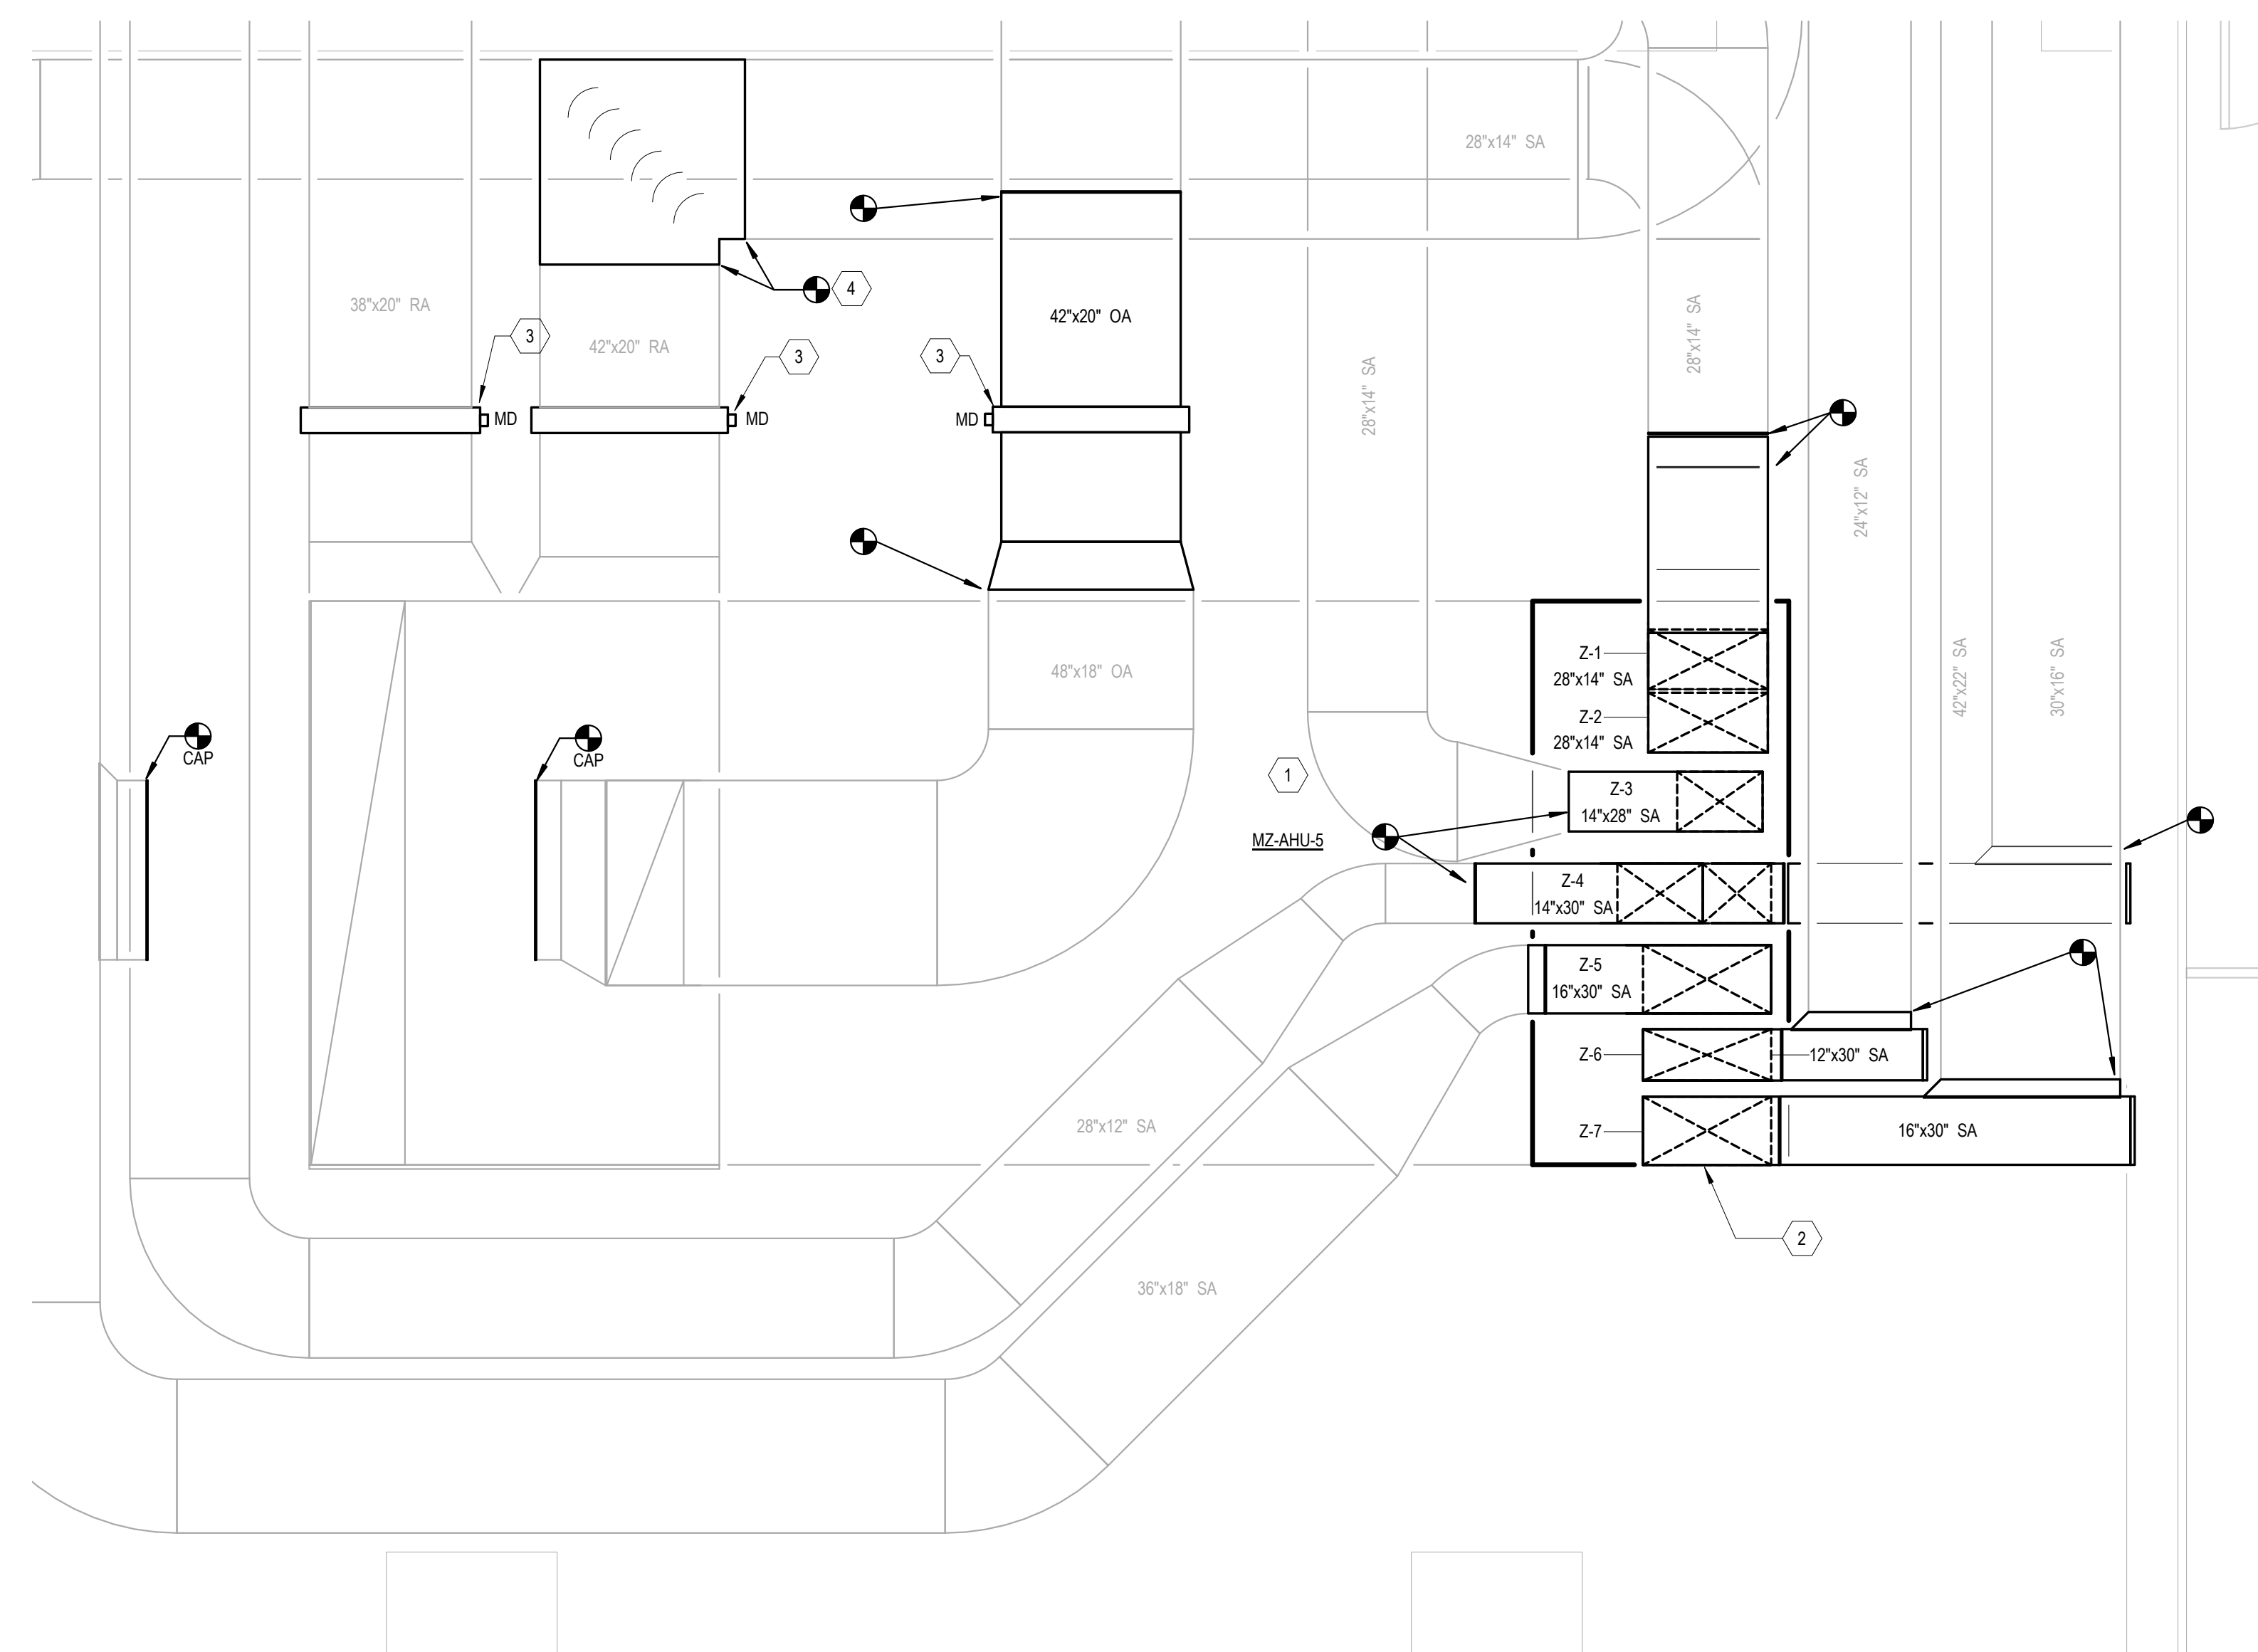 28"x14" SA
4
38"x20" RA
42"x20" OA
28"x14" SA
3
42"x20" RA
3
3
28"x14" SA
MD
MD
MD
24"x12" SA
Z-1
48"x18" OA
28"x14" SA
42"x22" SA
30"x16" SA
Z-2
28"x14" SA
CAP
CAP
1
Z-3
14"x28" SA
MZ-AHU-5
Z-4
14"x30" SA
Z-5
16"x30" SA
Z-6
12"x30" SA
28"x12" SA
Z-7
16"x30" SA
2
36"x18" SA